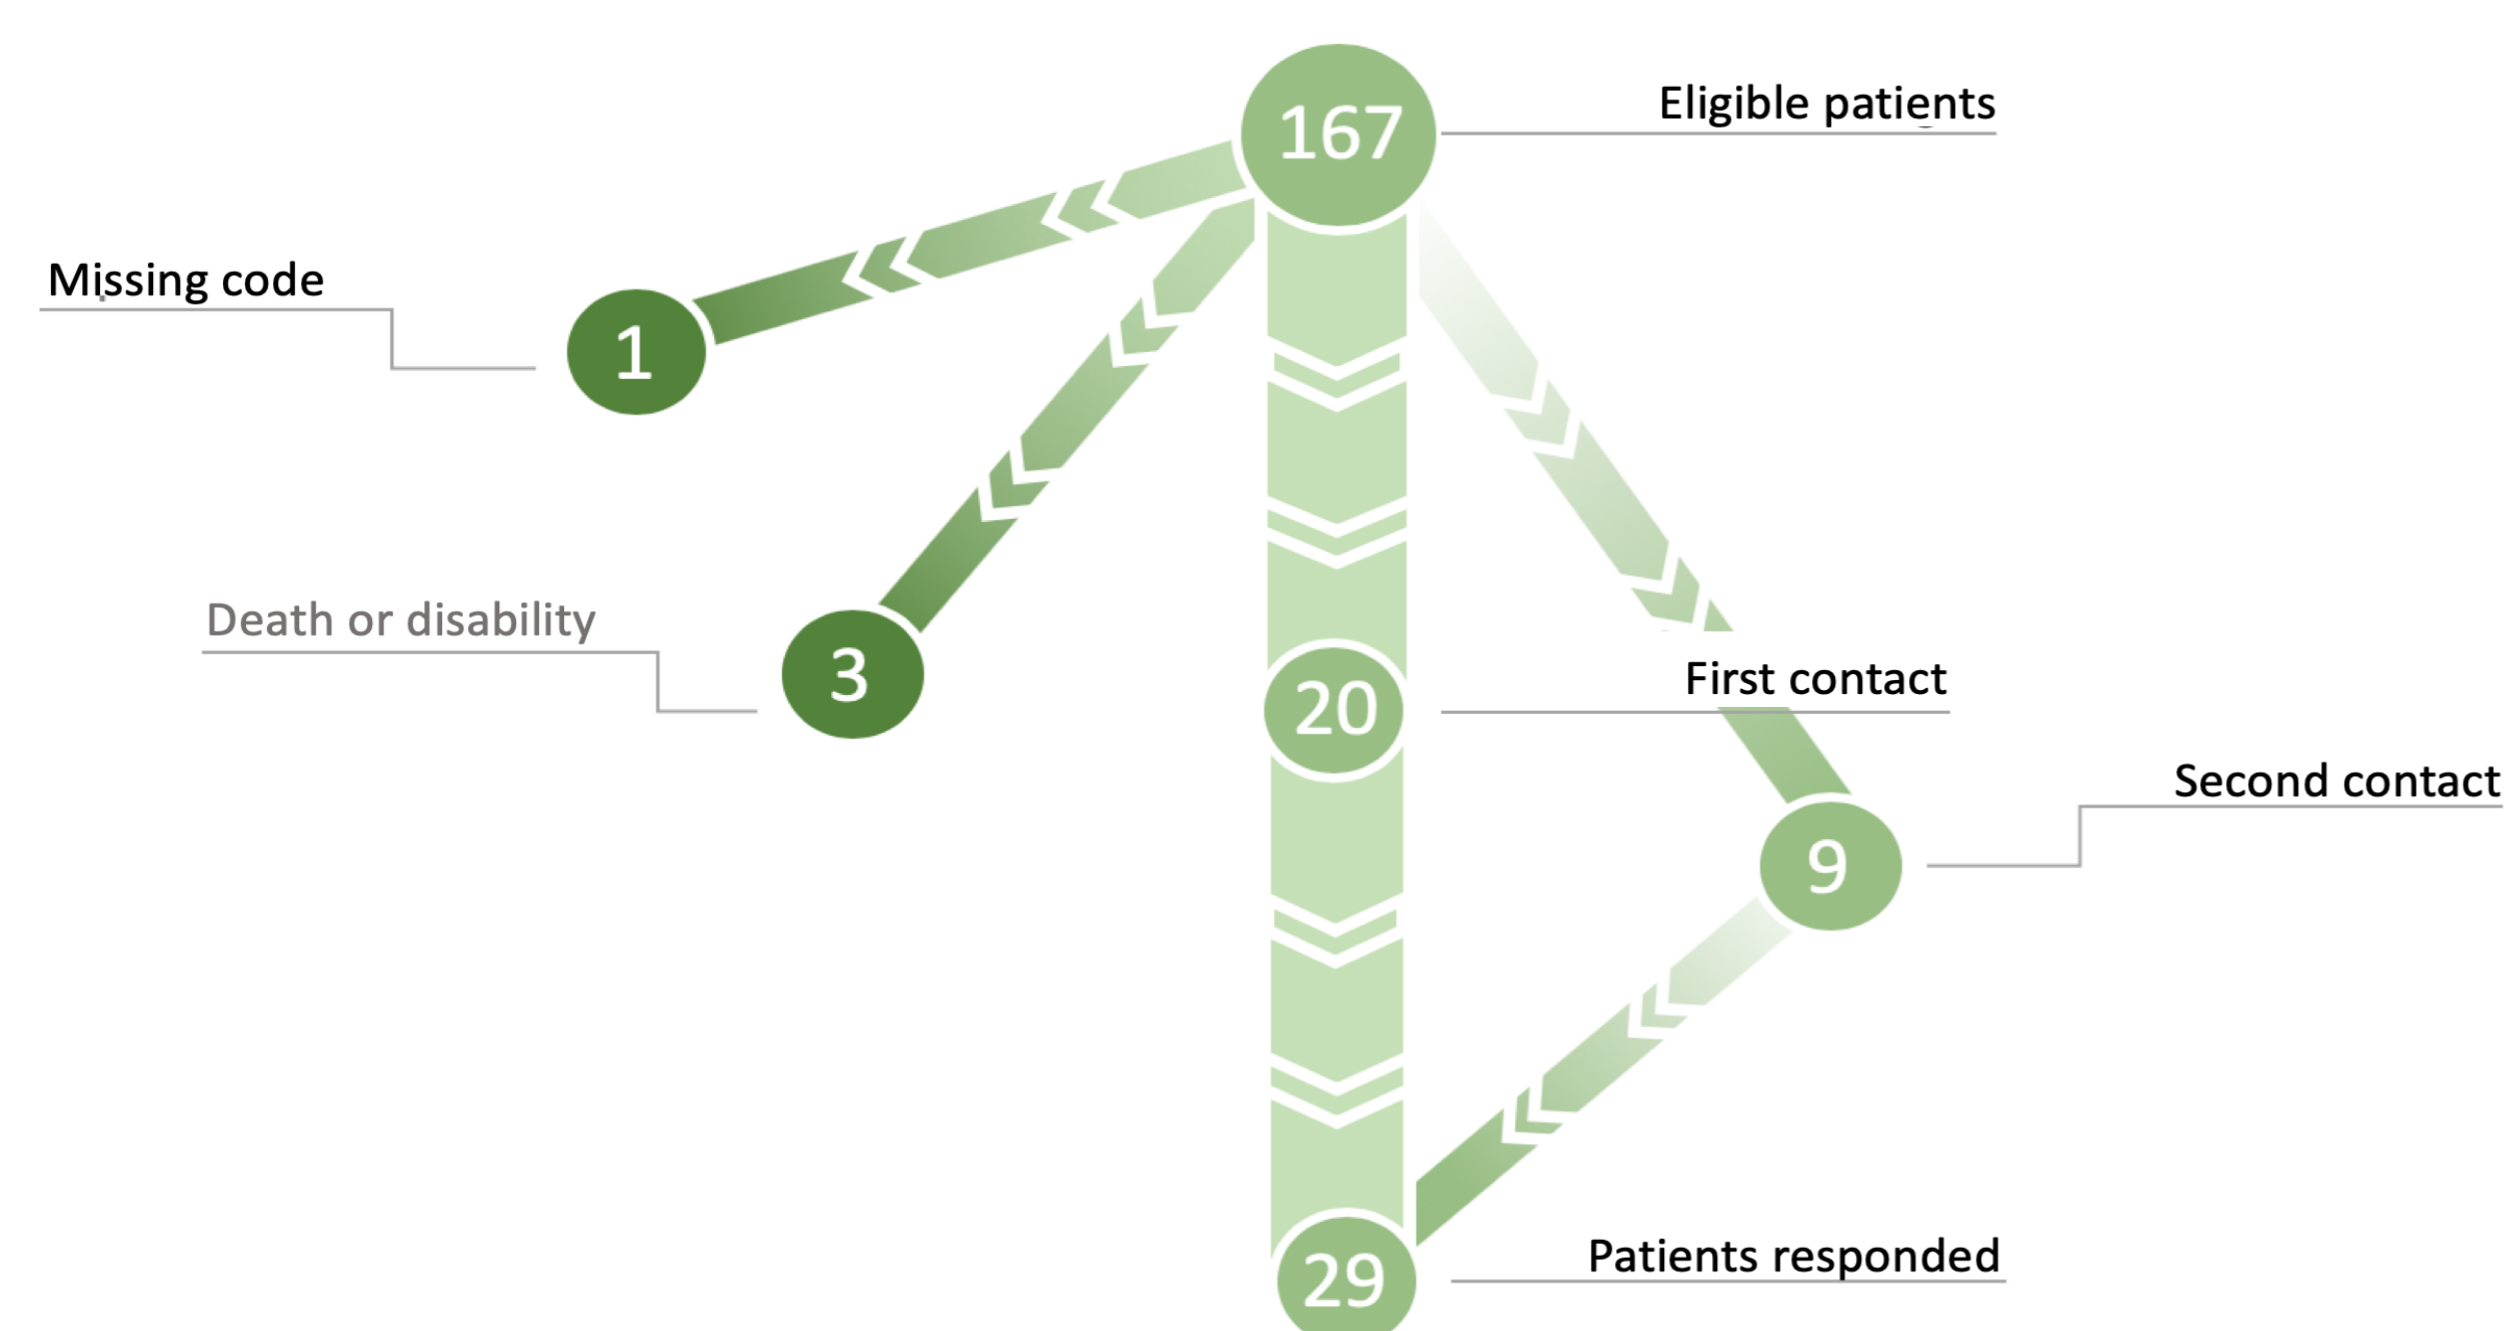 167
Eligible patients
Missing code
1
Death or disability
3
20
First contact
Second contact
9
29
Patients responded